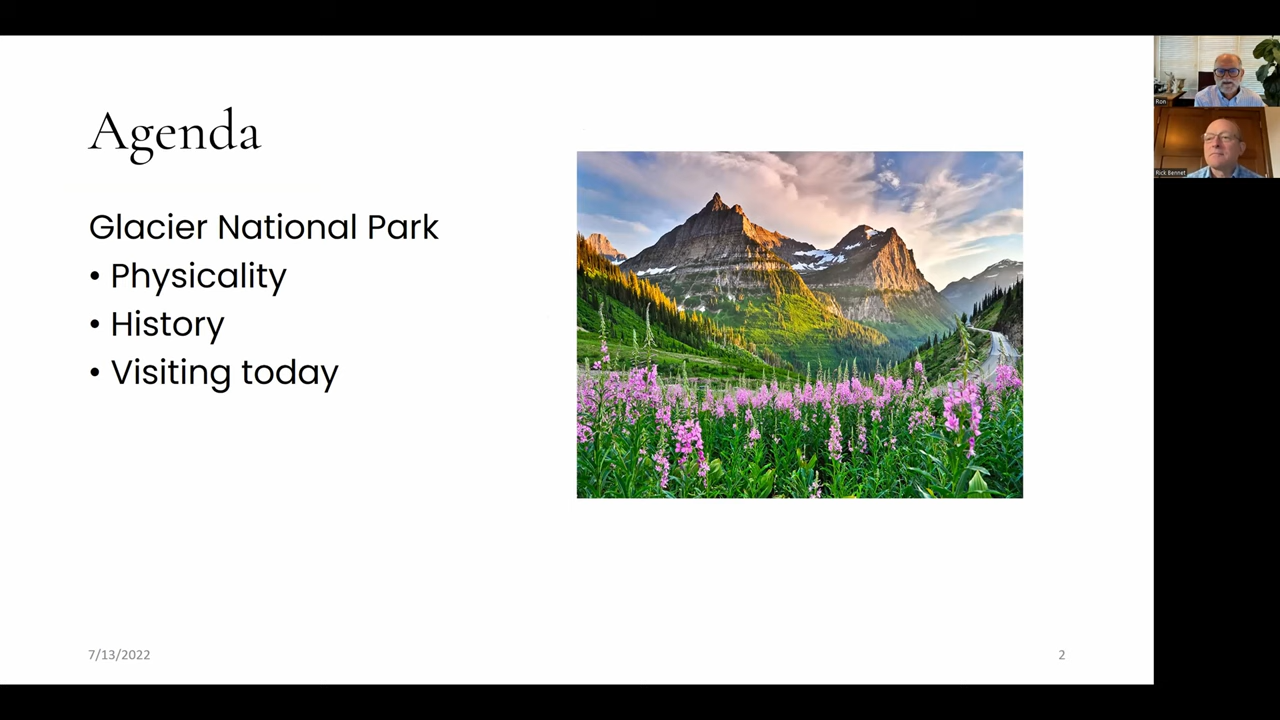 Agenda
Glacier National Park
• Physicality
• History
• Visiting today
7/13/2022
2
Ron
Rick Bennet